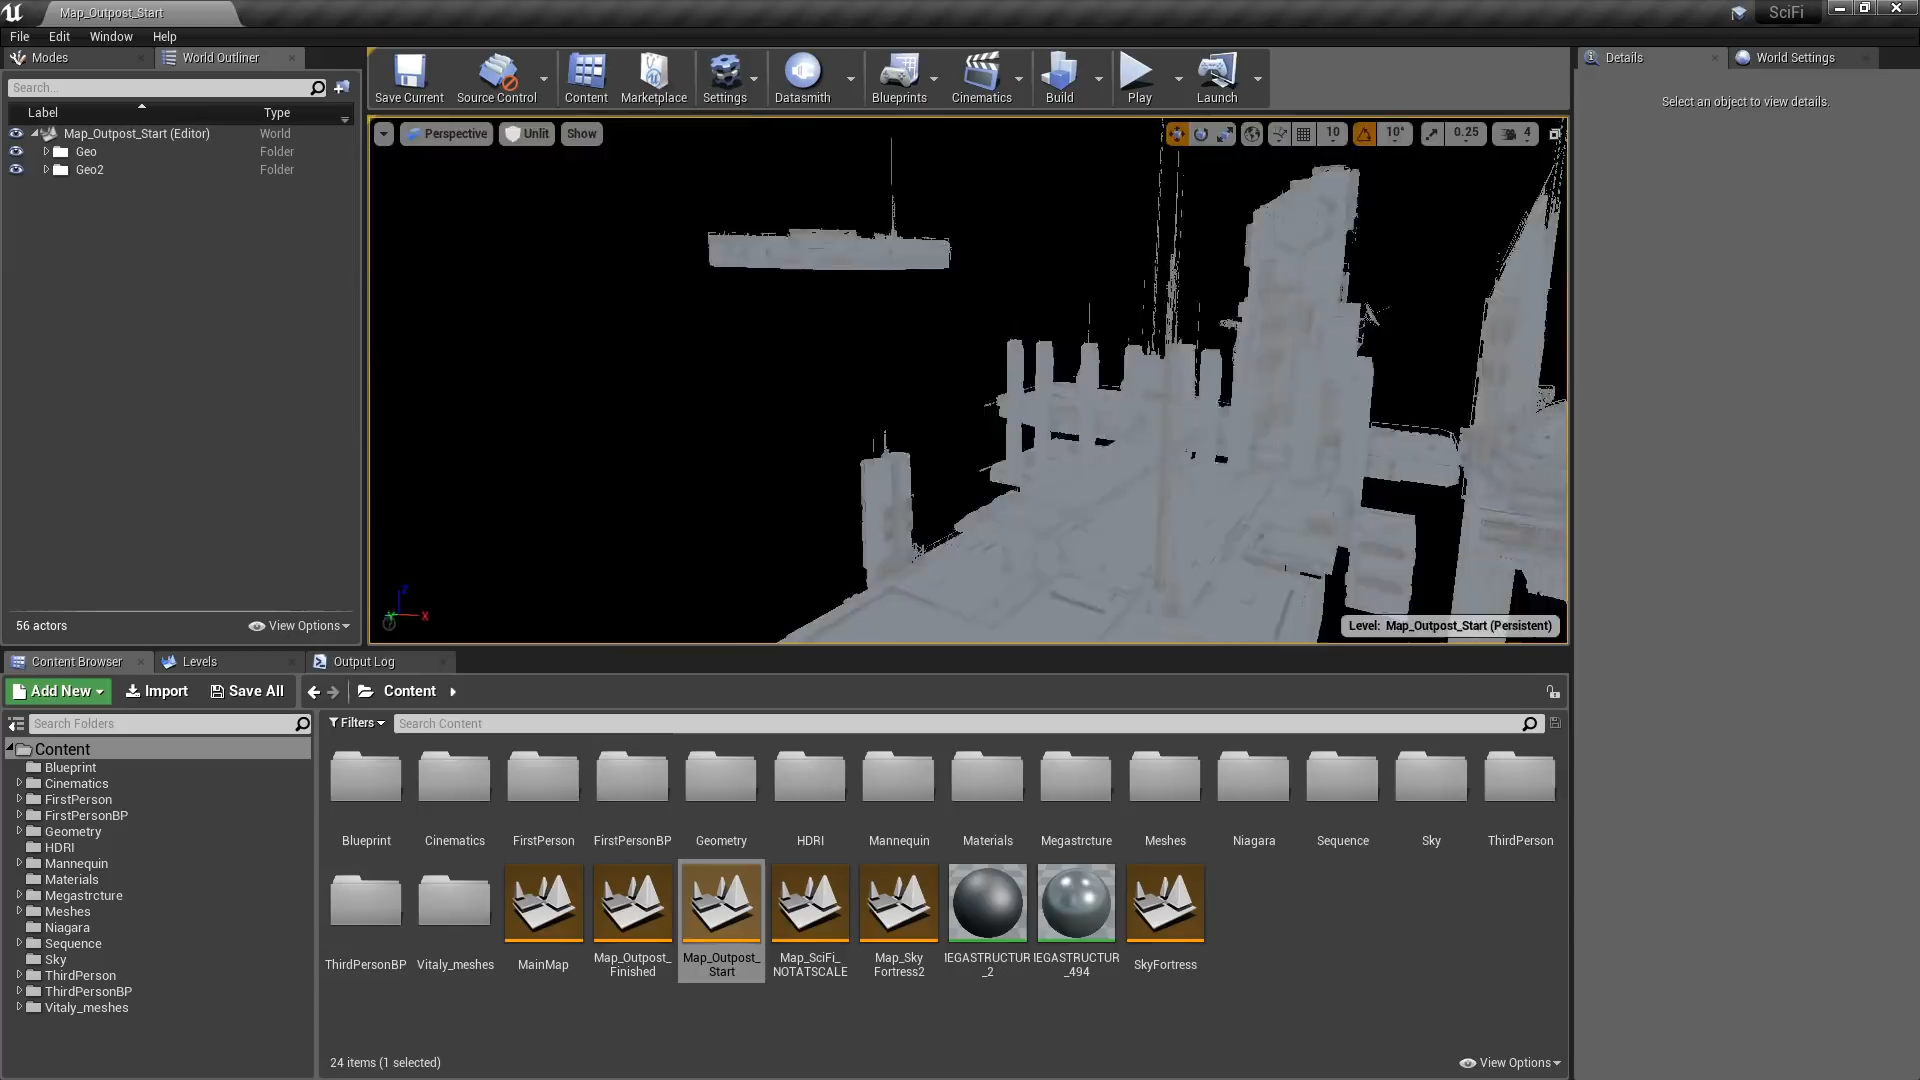 Map_Outpost_Start
SciFi
File Edit Window Help
Modes
World Outliner
Search...
Label Type
Map_Outpost_Start (Editor) World
Geo Folder
Geo2 Folder
56 actors
View Options
Save Current Source Control Content Marketplace Settings Datasmith Blueprints Cinematics Build Play Launch
Perspective Unlit Show
10 10° 0.25 4
X
Level: Map_Outpost_Start (Persistent)
Details
World Settings
Select an object to view details.
Content Browser
Levels
Output Log
Add New Import Save All Content
Search Folders
Content
Blueprint
Cinematics
FirstPerson
FirstPersonBP
Geometry
HDRI
Mannequin
Materials
Megastrcture
Meshes
Niagara
Sequence
Sky
ThirdPerson
ThirdPersonBP
Vitaly_meshes
Filters
Search Content
Blueprint Cinematics FirstPerson FirstPersonBP Geometry HDRI Mannequin Materials Megastrcture Meshes Niagara Sequence Sky ThirdPerson
ThirdPersonBP Vitaly_meshes MainMap
Map_Outpost_
Finished
Map_Outpost_
Start
Map_SciFi_
NOTATSCALE
Map_Sky
Fortress2
IEGASTRUCTUR
_2
IEGASTRUCTUR
_494
SkyFortress
24 items (1 selected)
View Options